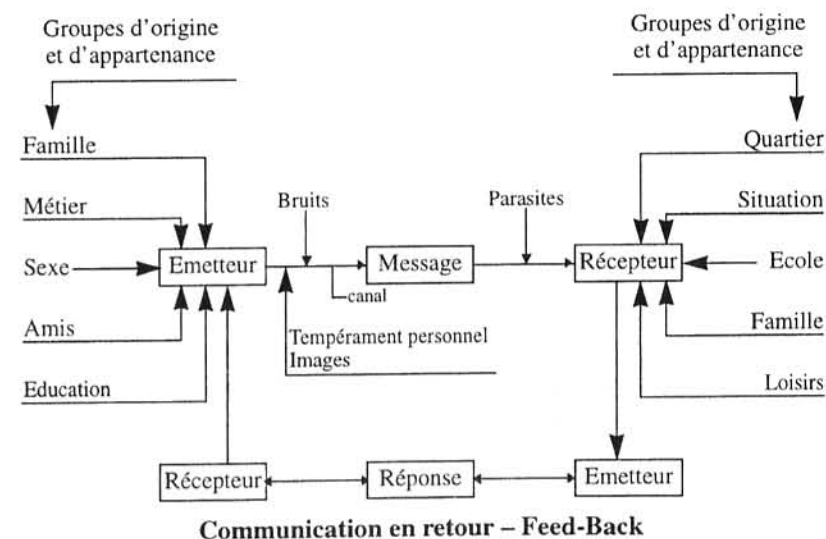 Groupes d'origine
et d'appartenance
Groupes d'origine
et d'appartenance
Famille
Métier
Sexe
Amis
Education
Emetteur
Bruits
canal
Tempérament personnel
Images
Message
Parasites
Récepteur
Quartier
Situation
Ecole
Famille
Loisirs
Récepteur
Réponse
Emetteur
Communication en retour – Feed-Back